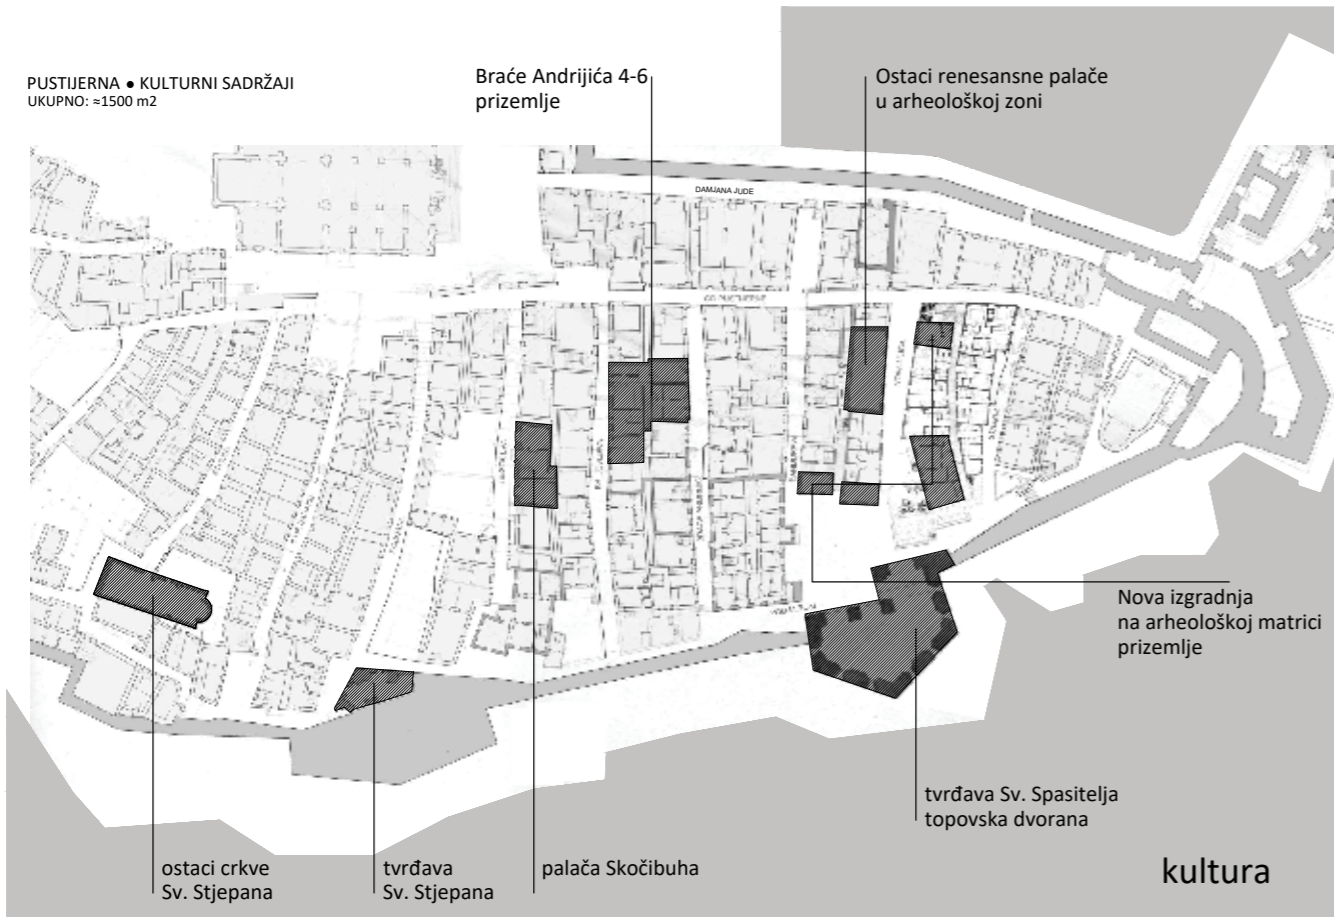 PUSTIJERNA ● KULTURNI SADRŽAJI
UKUPNO: ≈1500 m2
Braće Andrijića 4-6
prizemlje
Ostaci renesansne palače
u arheološkoj zoni
DAMJANA JUDE
Nova izgradnja
na arheološkoj matrici
prizemlje
tvrđava Sv. Spasitelja
topovska dvorana
ostaci crkve
Sv. Stjepana
tvrđava
Sv. Stjepana
palača Skočibuha
kultura